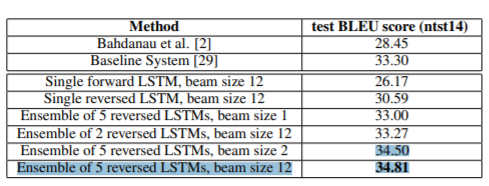 Method test BLEU score (ntst14)
Bahdanau et al. [2] 28.45
Baseline System [29] 33.30
Single forward LSTM, beam size 12 26.17
Single reversed LSTM, beam size 12 30.59
Ensemble of 5 reversed LSTMs, beam size 1 33.00
Ensemble of 2 reversed LSTMs, beam size 12 33.27
Ensemble of 5 reversed LSTMs, beam size 2 34.50
Ensemble of 5 reversed LSTMs, beam size 12 34.81